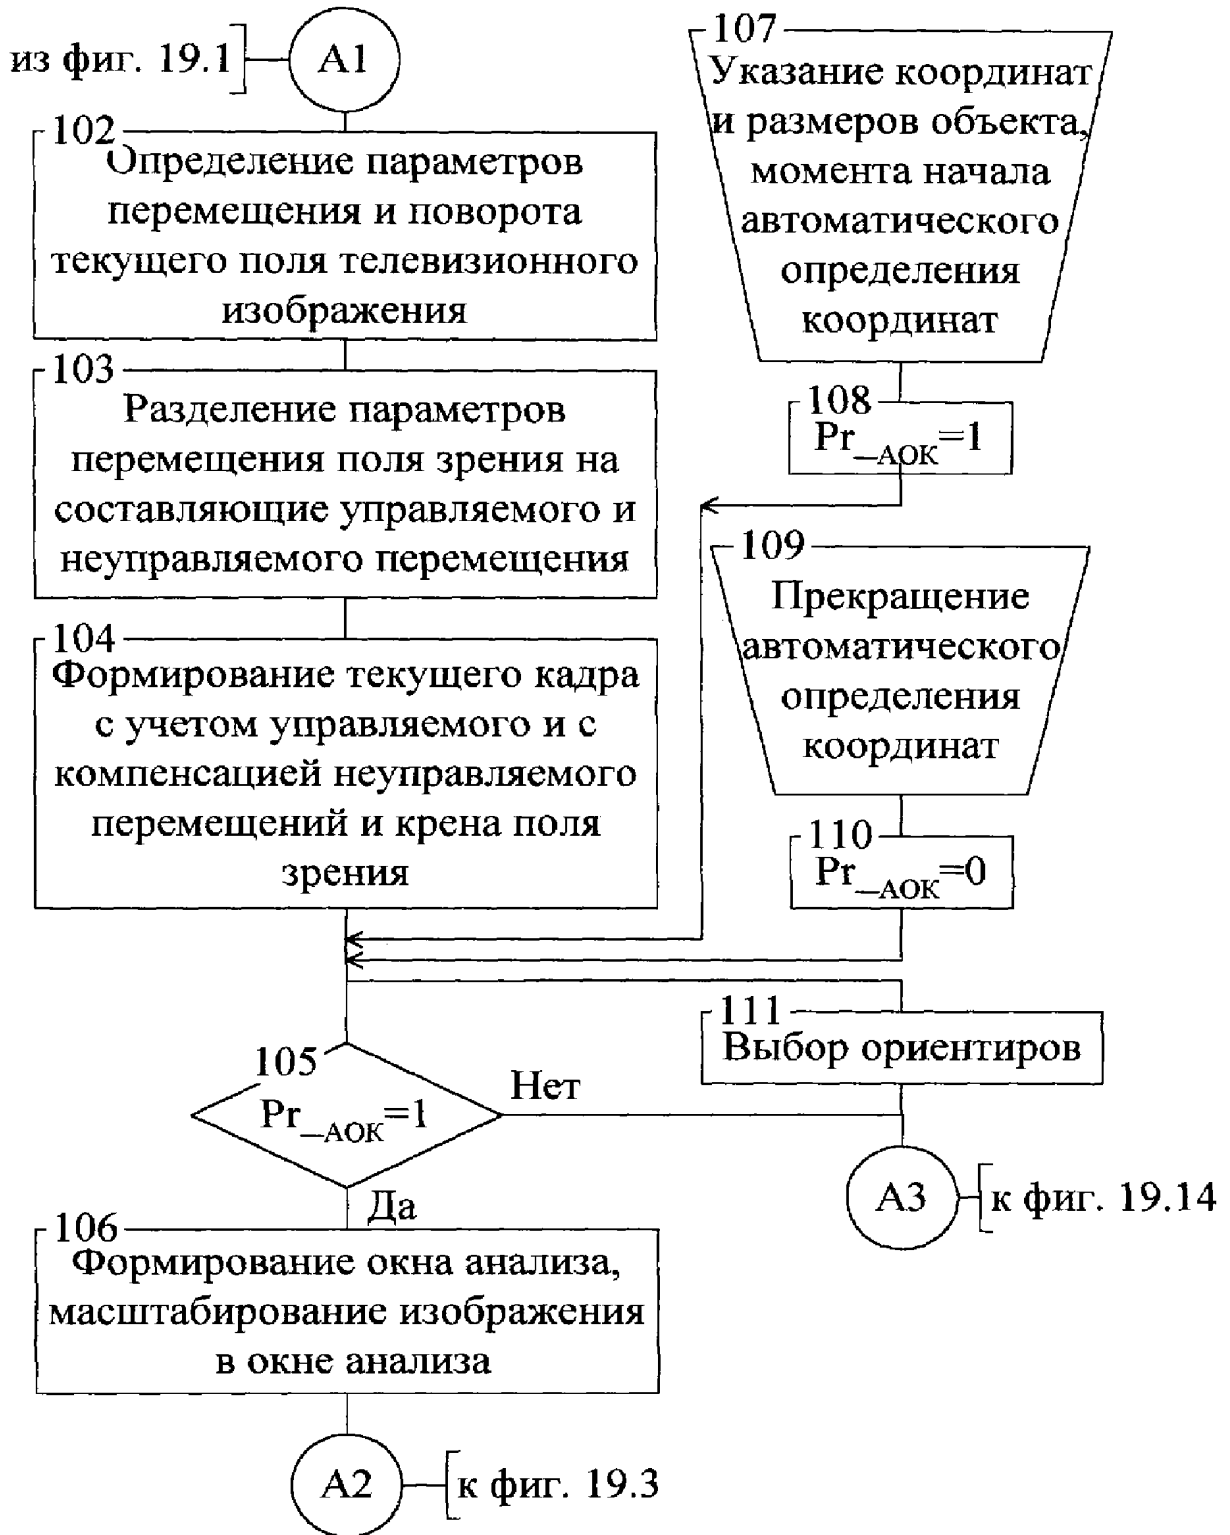 из фиг. 19.1
А1
102
Определение параметров
перемещения и поворота
текущего поля телевизионного
изображения
103
Разделение параметров
перемещения поля зрения на
составляющие управляемого и
неуправляемого перемещения
104
Формирование текущего кадра
с учетом управляемого и с
компенсацией неуправляемого
перемещений и крена поля
зрения
105
Pr_АОК=1
Нет
Да
106
Формирование окна анализа,
масштабирование изображения
в окне анализа
А2
к фиг. 19.3
107
Указание координат
и размеров объекта,
момента начала
автоматического
определения
координат
108
Pr_АОК=1
109
Прекращение
автоматического
определения
координат
110
Pr_АОК=0
111
Выбор ориентиров
А3
к фиг. 19.14